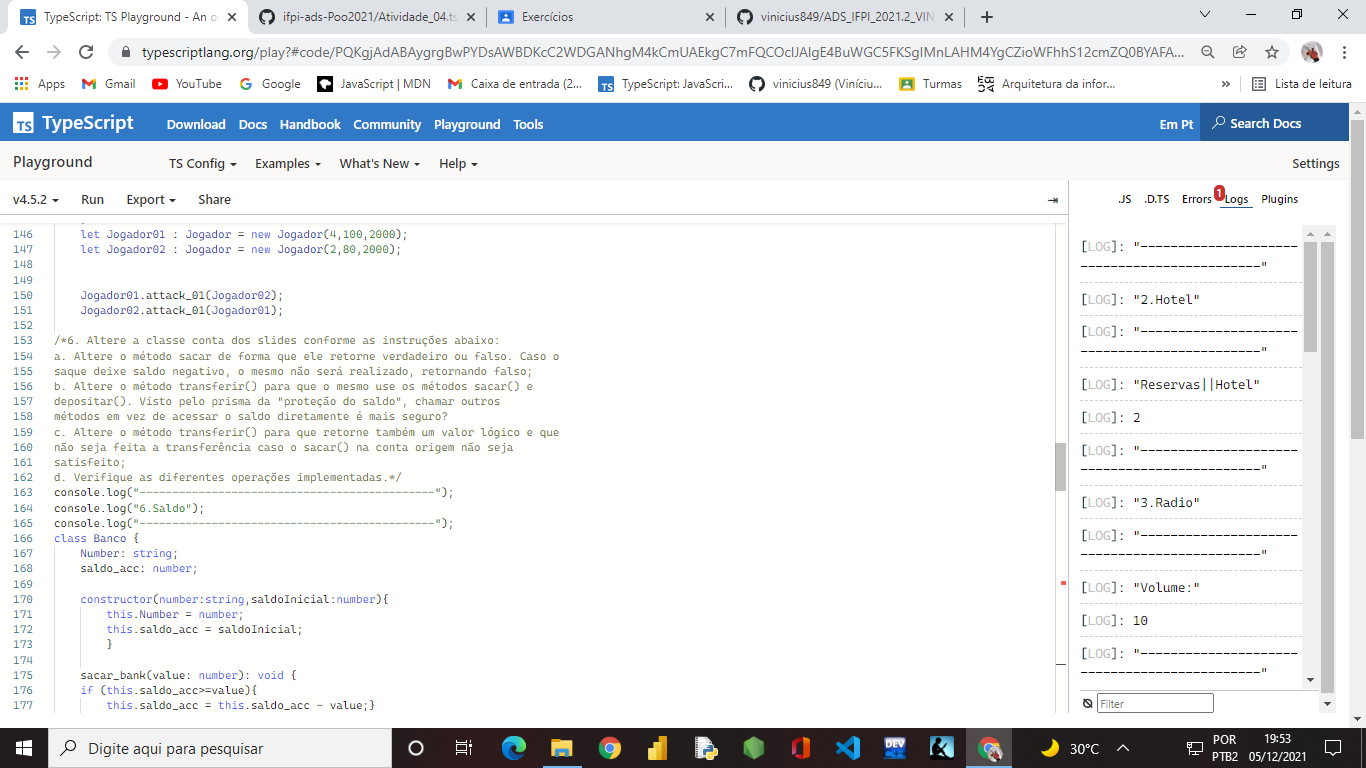 TypeScript: TS Playground - An o
ifpi-ads-Poo2021/Atividade_04.ts
Exercícios
vinicius849/ADS_IFPI_2021.2_VIN
typescriptlang.org/play?#code/
Apps
Gmail
YouTube
Google
JavaScript | MDN
Caixa de entrada (2...
TypeScript: JavaScri...
vinicius849 (Viníciu...
Turmas
Arquitetura da infor...
»
Lista de leitura
TS TypeScript
Download
Docs
Handbook
Community
Playground
Tools
Em Pt
Search Docs
Playground
TS Config
Examples
What's New
Help
Settings
v4.5.2
Run
Export
Share
.JS
.D.TS
Errors
1
Logs
Plugins
146 let Jogador01 : Jogador = new Jogador(4,100,2000);
147 let Jogador02 : Jogador = new Jogador(2,80,2000);
148
149
150 Jogador01.attack_01(Jogador02);
151 Jogador02.attack_01(Jogador01);
152
153 /*6. Altere a classe conta dos slides conforme as instruções abaixo:
154 a. Altere o método sacar de forma que ele retorne verdadeiro ou falso. Caso o
155 saque deixe saldo negativo, o mesmo não será realizado, retornando falso;
156 b. Altere o método transferir() para que o mesmo use os métodos sacar() e
157 depositar(). Visto pelo prisma da "proteção do saldo", chamar outros
158 métodos em vez de acessar o saldo diretamente é mais seguro?
159 c. Altere o método transferir() para que retorne também um valor lógico e que
160 não seja feita a transferência caso o sacar() na conta origem não seja
161 satisfeito;
162 d. Verifique as diferentes operações implementadas.*/
163 console.log("---------------------------------------------");
164 console.log("6.Saldo");
165 console.log("---------------------------------------------");
166 class Banco {
167 Number: string;
168 saldo_acc: number;
169
170 constructor(number:string,saldoInicial:number){
171 this.Number = number;
172 this.saldo_acc = saldoInicial;
173 }
174
175 sacar_bank(value: number): void {
176 if (this.saldo_acc>=value){
177 this.saldo_acc = this.saldo_acc - value;}
[LOG]: "---------------------
------------------------"
[LOG]: "2.Hotel"
[LOG]: "---------------------
------------------------"
[LOG]: "Reservas||Hotel"
[LOG]: 2
[LOG]: "---------------------
------------------------"
[LOG]: "3.Radio"
[LOG]: "---------------------
------------------------"
[LOG]: "Volume:"
[LOG]: 10
[LOG]: "---------------------
------------------------"
Filter
Digite aqui para pesquisar
DEV
30°C
POR
PTB2
19:53
05/12/2021